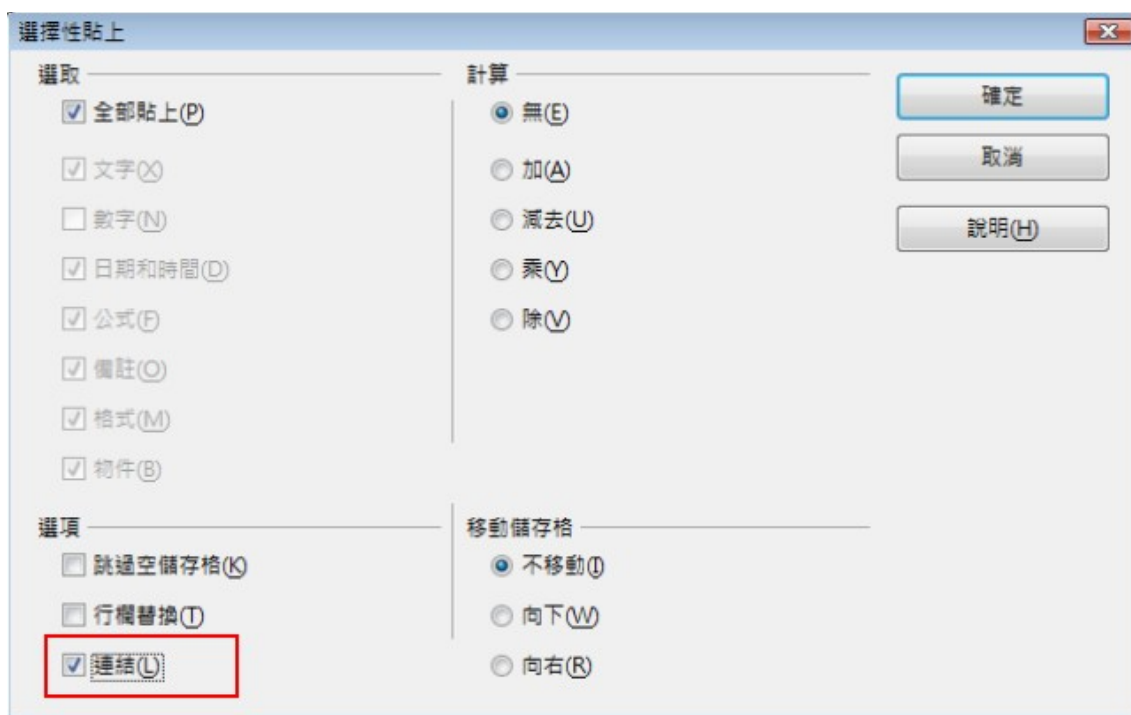 選擇性貼上
選取
全部貼上(P)
文字(X)
數字(N)
日期和時間(D)
公式(F)
備註(O)
格式(M)
物件(B)
計算
無(E)
加(A)
減去(U)
乘(Y)
除(V)
確定
取消
說明(H)
選項
跳過空儲存格(K)
行欄替換(T)
連結(L)
移動儲存格
不移動(I)
向下(W)
向右(R)